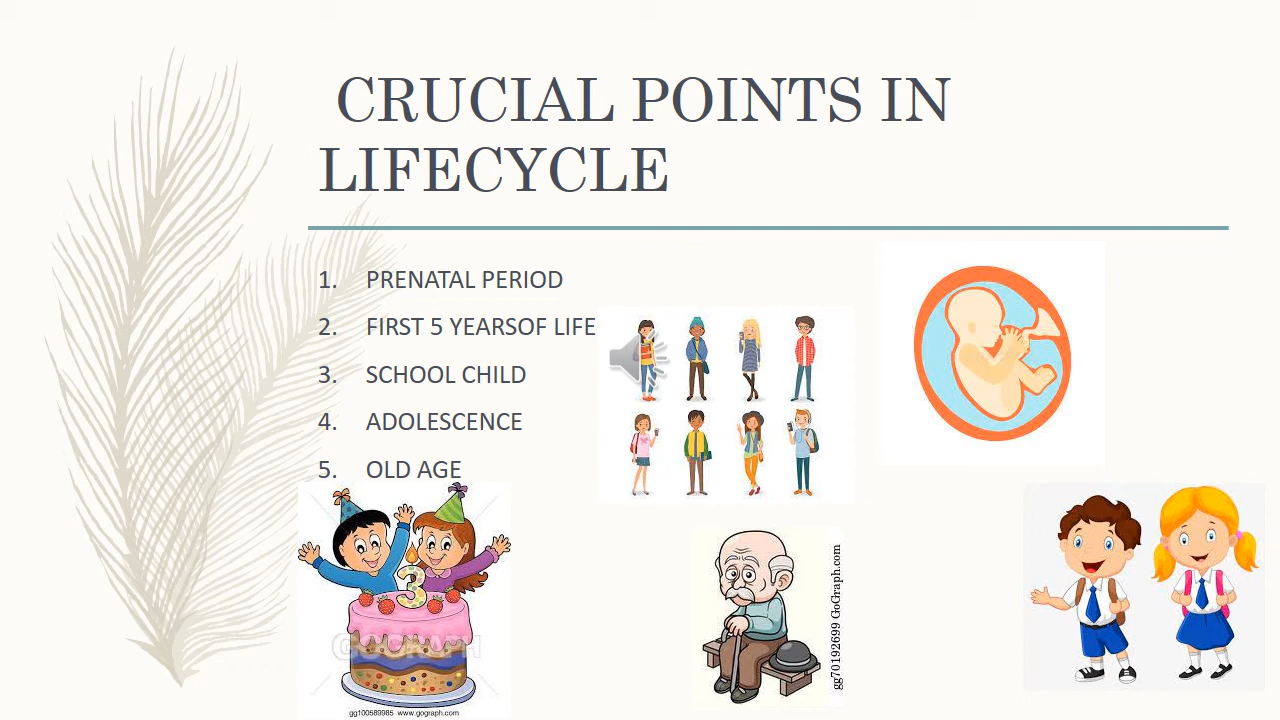 CRUCIAL POINTS IN
LIFECYCLE
1. PRENATAL PERIOD
2. FIRST 5 YEARSOF LIFE
3. SCHOOL CHILD
4. ADOLESCENCE
5. OLD AGE
3
GOGRAPH
gg100589985 www.gograph.com
gg70192699 GoGraph.com